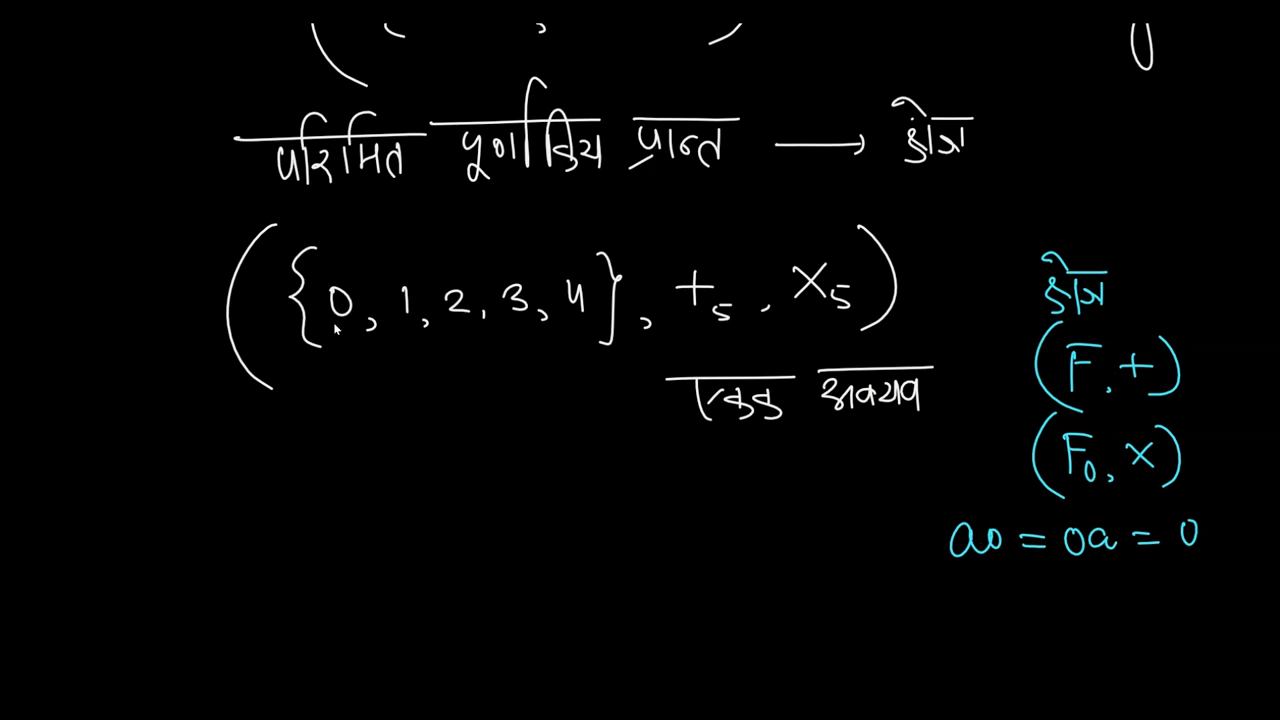 परिमित पूर्णांकिय प्रान्त → क्षेत्र
({0, 1, 2, 3, 4}, +₅, ×₅)
एकक अवयव
क्षेत्र
(F, +)
(F₀, ×)
a0 = 0a = 0